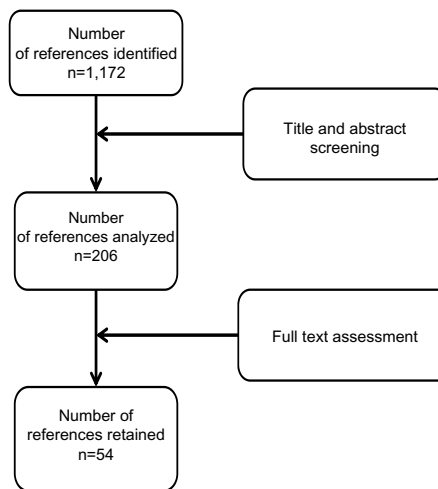 Number
of references identified
n=1,172
Title and abstract
screening
Number
of references analyzed
n=206
Full text assessment
Number of
references retained
n=54